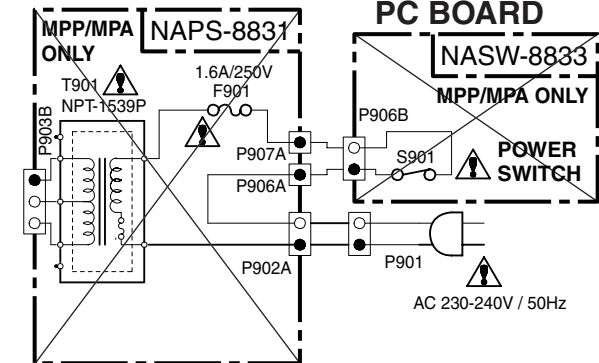 PC BOARD
MPP/MPA
ONLY
NAPS-8831
NASW-8833
MPP/MPA ONLY
T901
NPT-1539P
1.6A/250V
F901
P903B
P906B
P907A
S901
POWER
SWITCH
P906A
P902A
P901
AC 230-240V / 50Hz